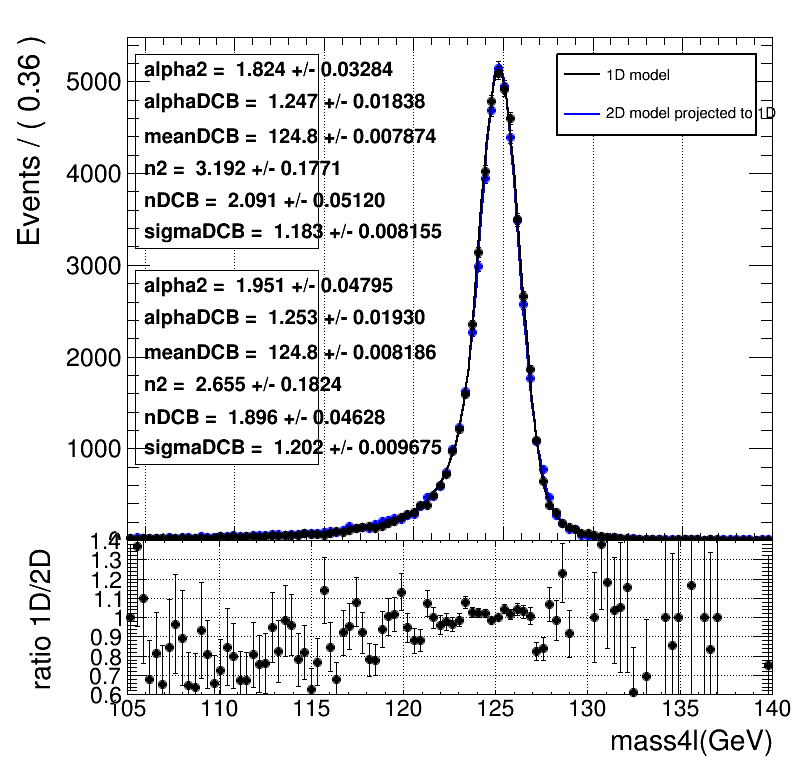 Events / ( 0.36 )
5000
4000
3000
2000
1000
0
alpha2 = 1.824 +/- 0.03284
alphaDCB = 1.247 +/- 0.01838
meanDCB = 124.8 +/- 0.007874
n2 = 3.192 +/- 0.1771
nDCB = 2.091 +/- 0.05120
sigmaDCB = 1.183 +/- 0.008155
alpha2 = 1.951 +/- 0.04795
alphaDCB = 1.253 +/- 0.01930
meanDCB = 124.8 +/- 0.008186
n2 = 2.655 +/- 0.1824
nDCB = 1.896 +/- 0.04628
sigmaDCB = 1.202 +/- 0.009675
1D model
2D model projected to 1D
ratio 1D/2D
1.4
1.3
1.2
1.1
1
0.9
0.8
0.7
0.6
105 110 115 120 125 130 135 140
mass4l(GeV)